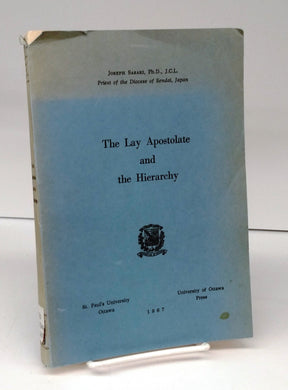 Joseph Sasaki, Ph.D., J.C.L.
Priest of the Diocese of Sendai, Japan
The Lay Apostolate
and
the Hierarchy
St. Paul's University
Ottawa
1967
University of Ottawa
Press